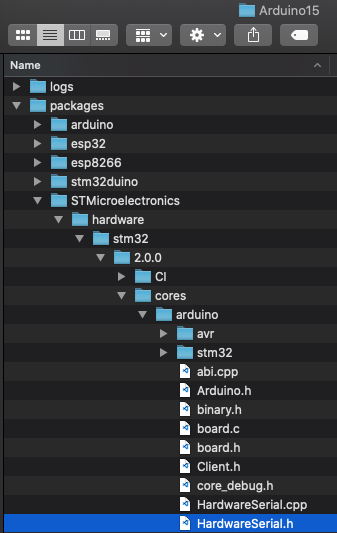 Arduino15
Name
logs
packages
arduino
esp32
esp8266
stm32duino
STMicroelectronics
hardware
stm32
2.0.0
CI
cores
arduino
avr
stm32
abi.cpp
Arduino.h
binary.h
board.c
board.h
Client.h
core_debug.h
HardwareSerial.cpp
HardwareSerial.h